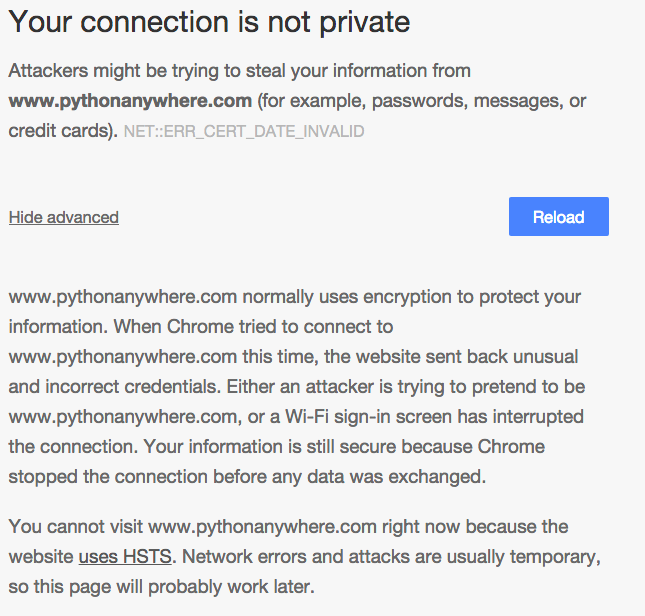 Your connection is not private
Attackers might be trying to steal your information from
www.pythonanywhere.com (for example, passwords, messages, or
credit cards). NET::ERR_CERT_DATE_INVALID
Hide advanced
Reload
www.pythonanywhere.com normally uses encryption to protect your
information. When Chrome tried to connect to
www.pythonanywhere.com this time, the website sent back unusual
and incorrect credentials. Either an attacker is trying to pretend to be
www.pythonanywhere.com, or a Wi-Fi sign-in screen has interrupted
the connection. Your information is still secure because Chrome
stopped the connection before any data was exchanged.
You cannot visit www.pythonanywhere.com right now because the
website uses HSTS. Network errors and attacks are usually temporary,
so this page will probably work later.